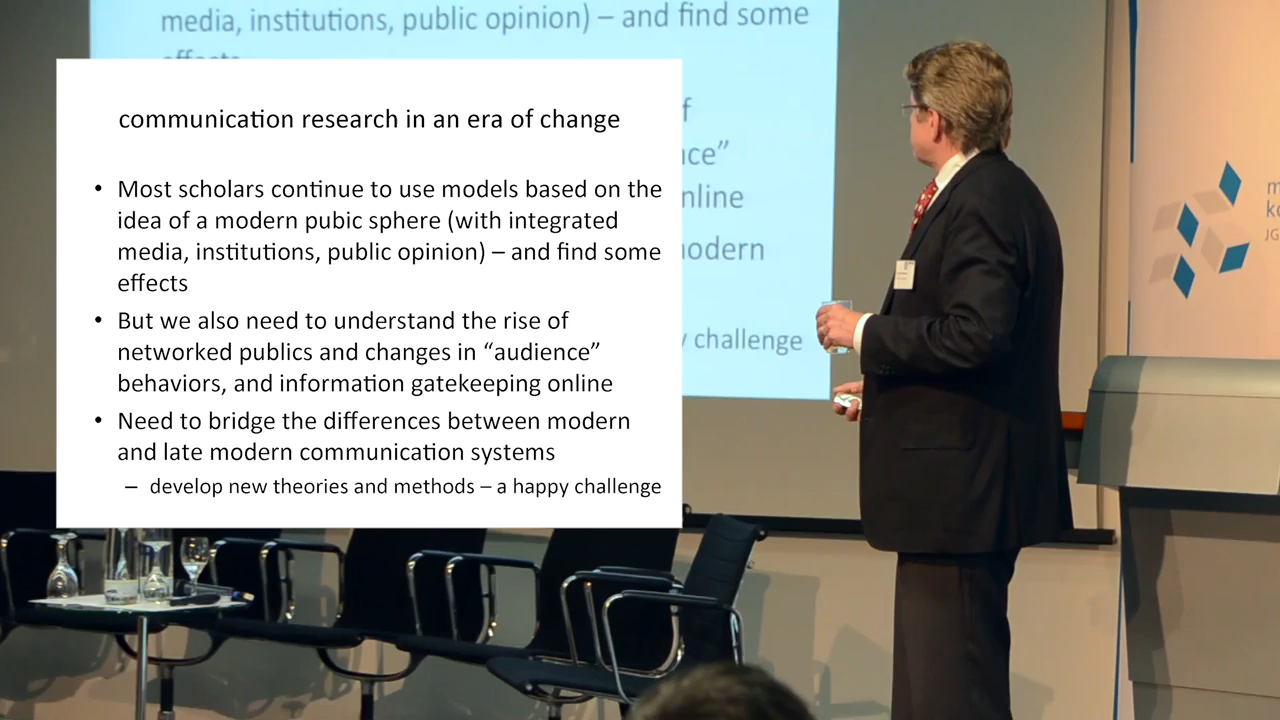 media, institutions, public opinion) – and find some
effects
communication research in an era of change
• Most scholars continue to use models based on the
idea of a modern pubic sphere (with integrated
media, institutions, public opinion) – and find some
effects
• But we also need to understand the rise of
networked publics and changes in “audience”
behaviors, and information gatekeeping online
• Need to bridge the differences between modern
and late modern communication systems
– develop new theories and methods – a happy challenge
f
nce”
nline
modern
y challenge
m
k
JG